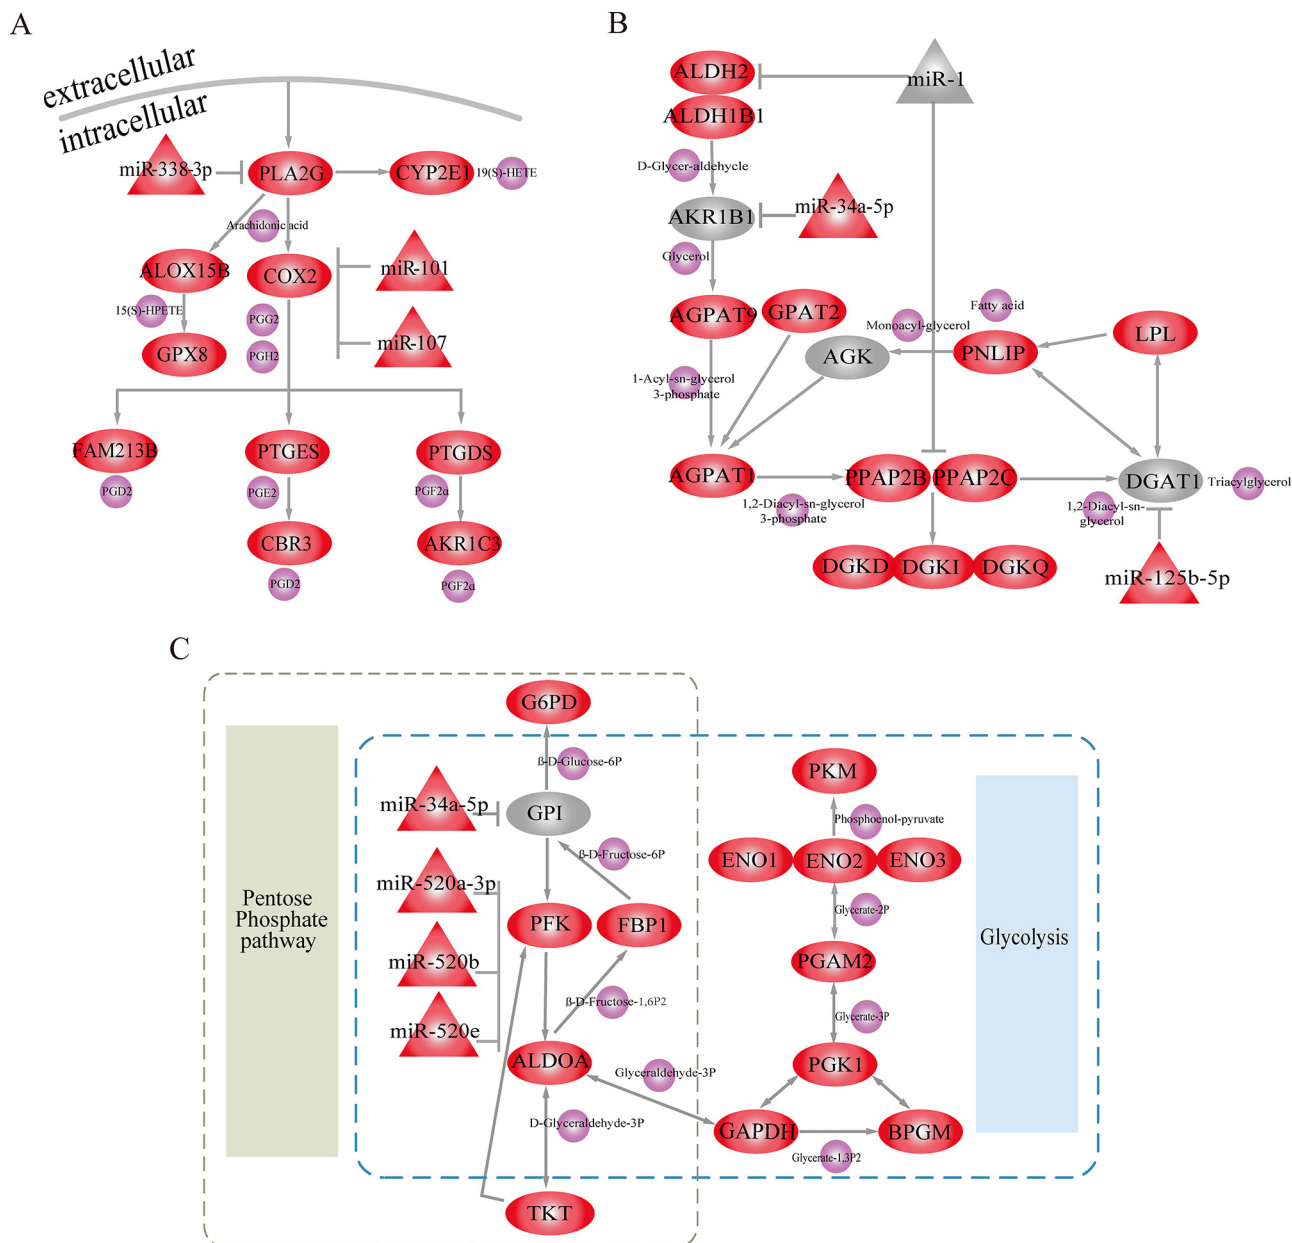 A
extracellular
intracellular
miR-338-3p
PLA2G
CYP2E1
19(S)-HETE
Arachidonic acid
ALOX15B
COX2
miR-101
15(S)-HPETE
PGG2
GPX8
PGH2
miR-107
FAM213B
PTGES
PTGDS
PGD2
PGE2
PGF2α
CBR3
AKR1C3
PGD2
PGF2α
B
ALDH2
miR-1
ALDH1B1
D-Glycer-aldehycle
AKR1B1
miR-34a-5p
Glycerol
AGPAT9
GPAT2
Fatty acid
Monoacyl-glycerol
LPL
AGK
PNLIP
1-Acyl-sn-glycerol
3-phosphate
AGPAT1
PPAP2B
PPAP2C
DGAT1
Triacylglycerol
1,2-Diacyl-sn-glycerol
3-phosphate
1,2-Diacyl-sn-
glycerol
DGKD
DGKI
DGKQ
miR-125b-5p
C
G6PD
ß-D-Glucose-6P
miR-34a-5p
GPI
ß-D-Fructose-6P
miR-520a-3p
PFK
FBP1
miR-520b
ß-D-Fructose-1,6P2
miR-520e
ALDOA
Glyceraldehyde-3P
D-Glyceraldehyde-3P
TKT
Pentose
Phosphate
pathway
PKM
Phosphoenol-pyruvate
ENO1
ENO2
ENO3
Glycerate-2P
PGAM2
Glycerate-3P
PGK1
GAPDH
BPGM
Glycerate-1,3P2
Glycolysis